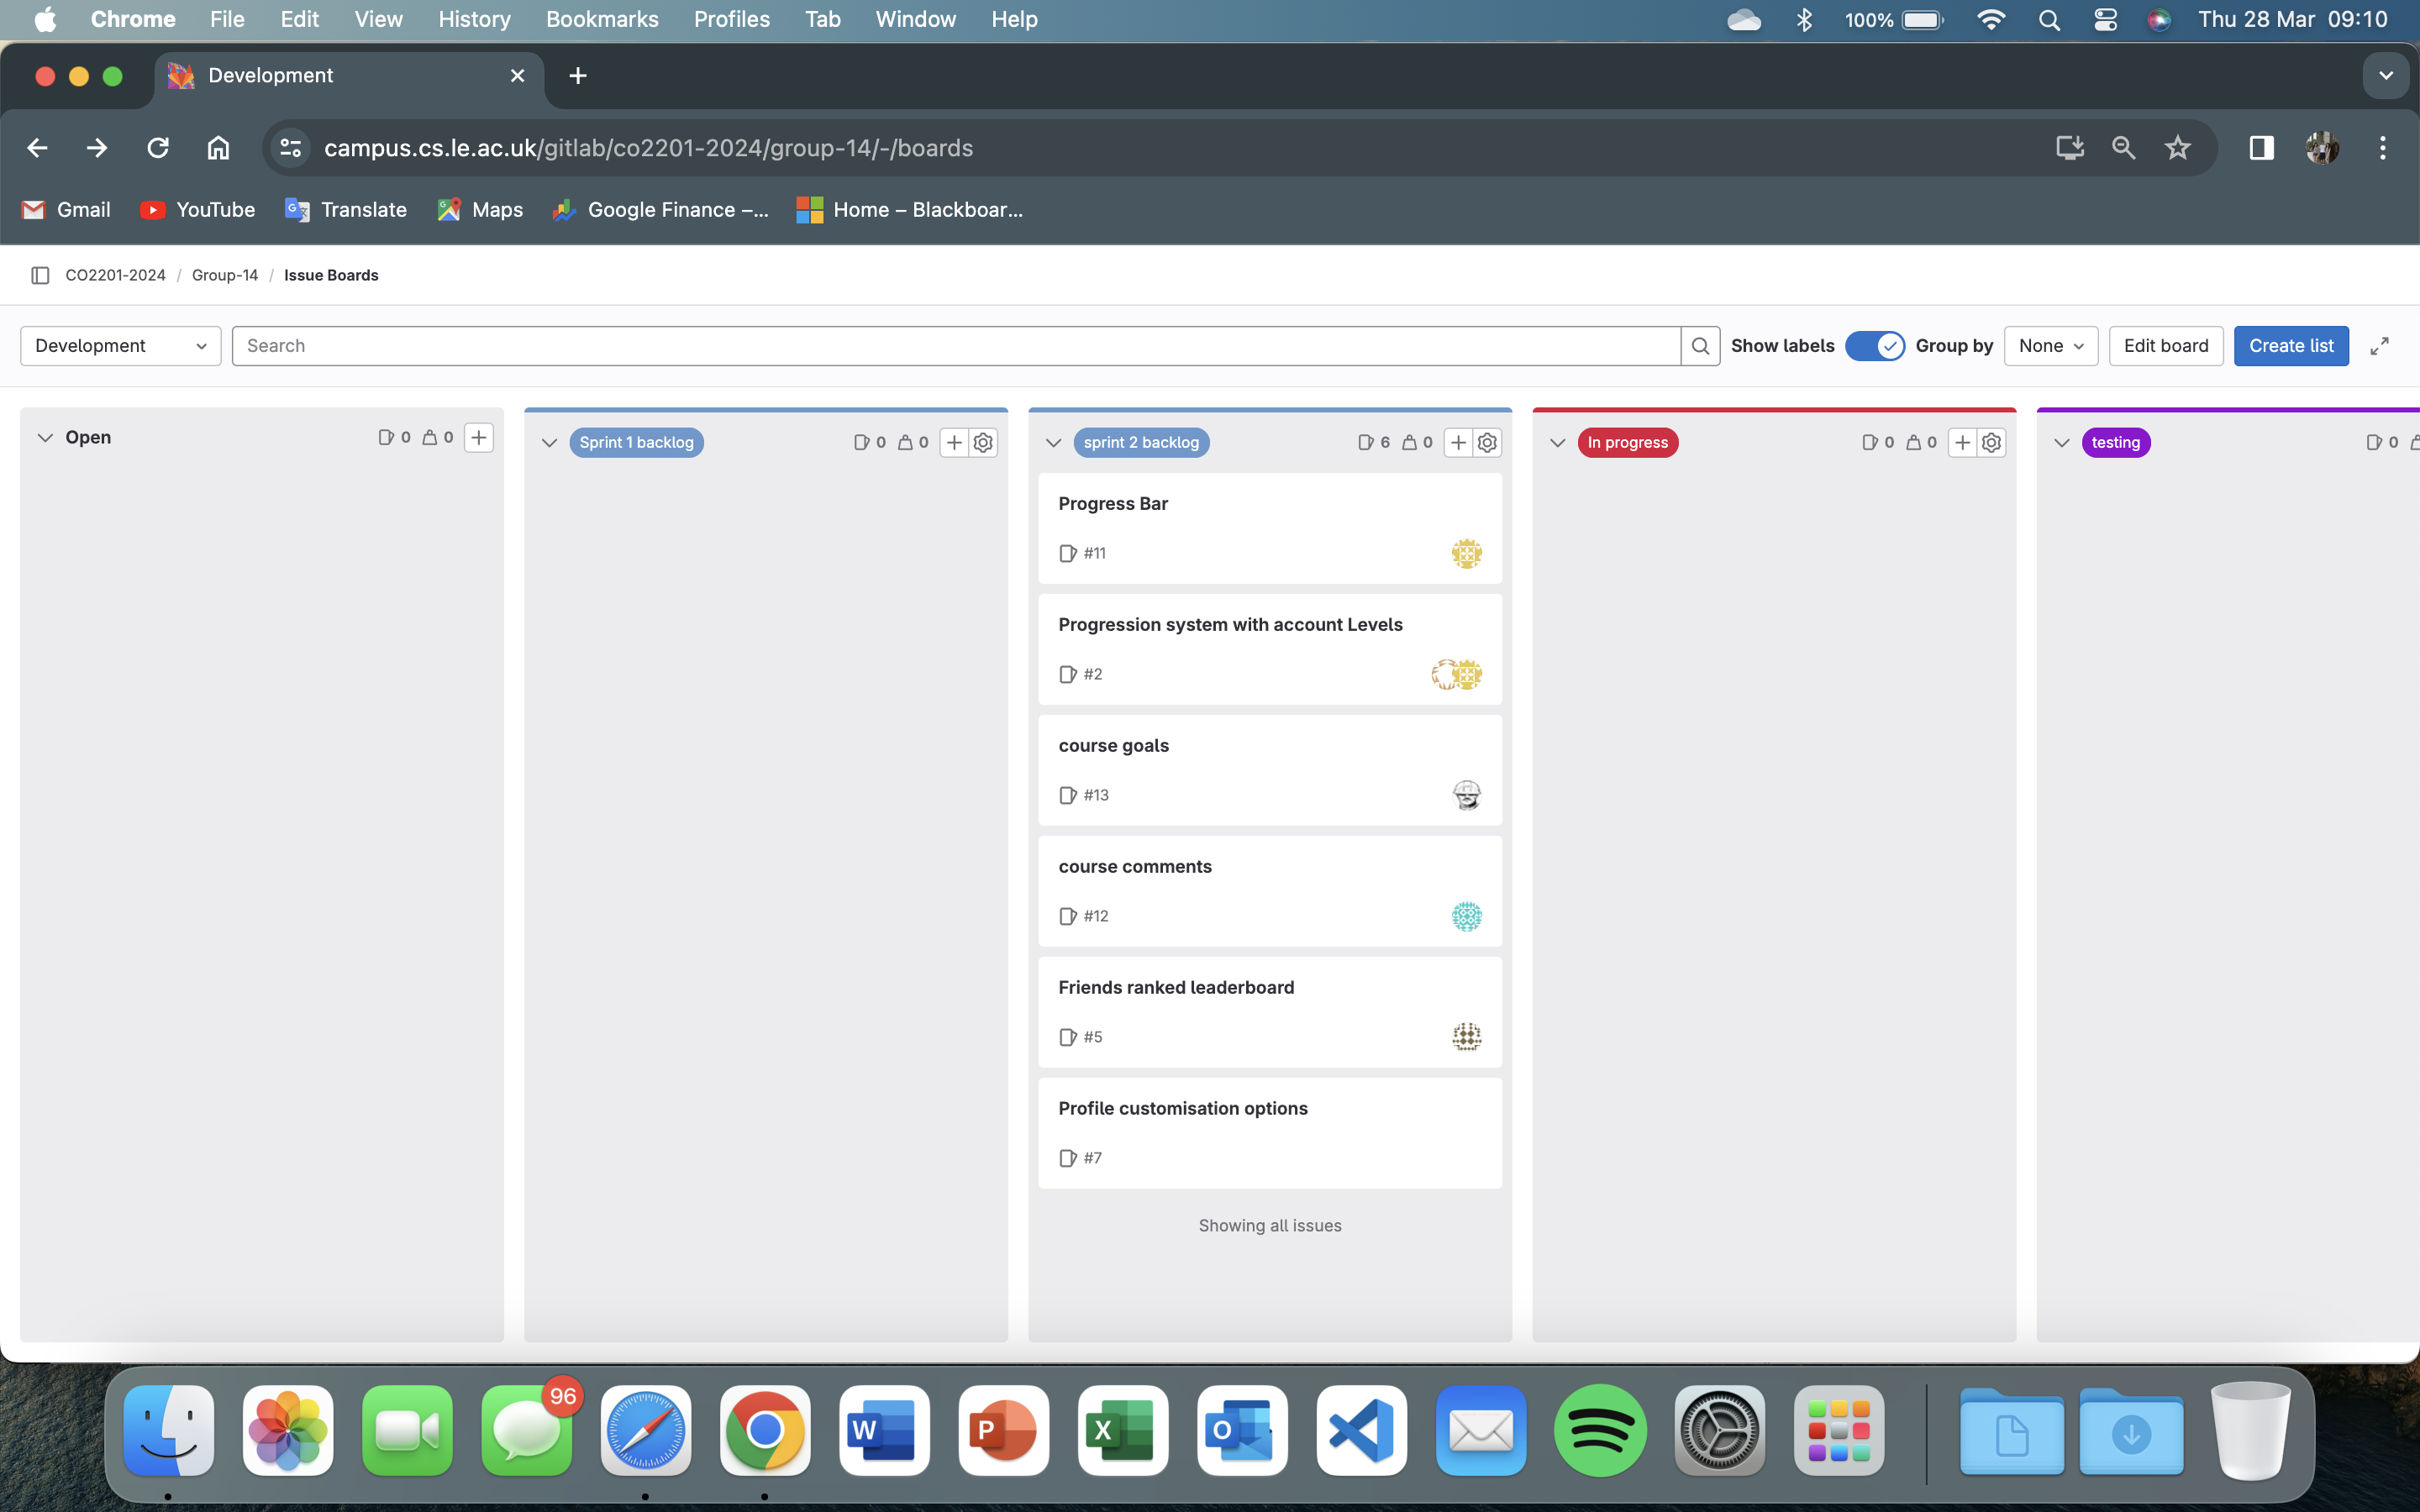 Chrome File Edit View History Bookmarks Profiles Tab Window Help 100% Thu 28 Mar 09:10
Development
campus.cs.le.ac.uk/gitlab/co2201-2024/group-14/-/boards
Gmail YouTube Translate Maps Google Finance –... Home – Blackboar...
CO2201-2024 / Group-14 / Issue Boards
Development Search Show labels Group by None Edit board Create list
Open 0 0
Sprint 1 backlog 0 0
sprint 2 backlog 6 0
Progress Bar
#11
Progression system with account Levels
#2
course goals
#13
course comments
#12
Friends ranked leaderboard
#5
Profile customisation options
#7
Showing all issues
In progress 0 0
testing 0
96
W P X O